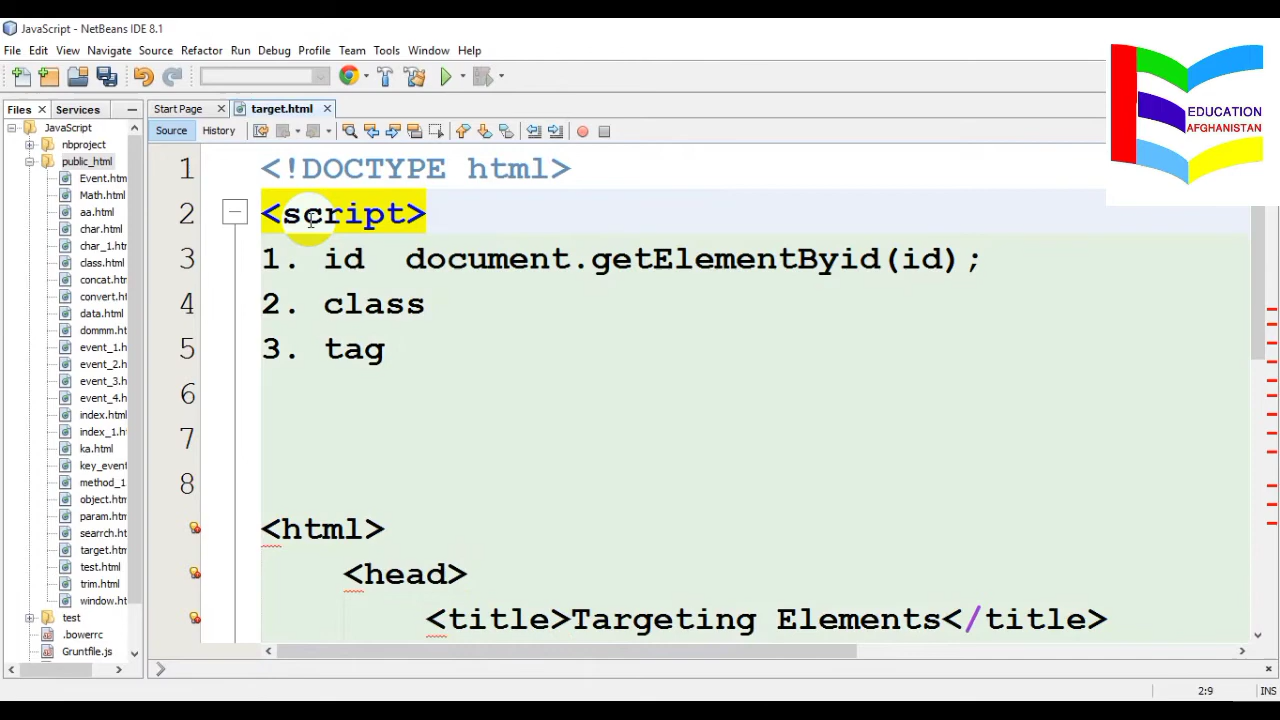 JavaScript - NetBeans IDE 8.1
File Edit View Navigate Source Refactor Run Debug Profile Team Tools Window Help
EDUCATION
AFGHANISTAN
Files Services
Start Page target.html
Source History
JavaScript
nbproject
public_html
Event.htm
Math.html
aa.html
char.html
char_1.htm
class.html
concat.htm
convert.ht
data.html
dommm.ht
event_1.h
event_2.h
event_3.h
event_4.h
index.html
index_1.h
ka.html
key_event
method_1
object.htm
param.htm
searrch.ht
target.htm
test.html
trim.html
window.ht
test
.bowerrc
Gruntfile.js
1 <!DOCTYPE html>
2 <script>
3 1. id  document.getElementByid(id);
4 2. class
5 3. tag
6
7
8
<html>
<head>
<title>Targeting Elements</title>
2:9 INS